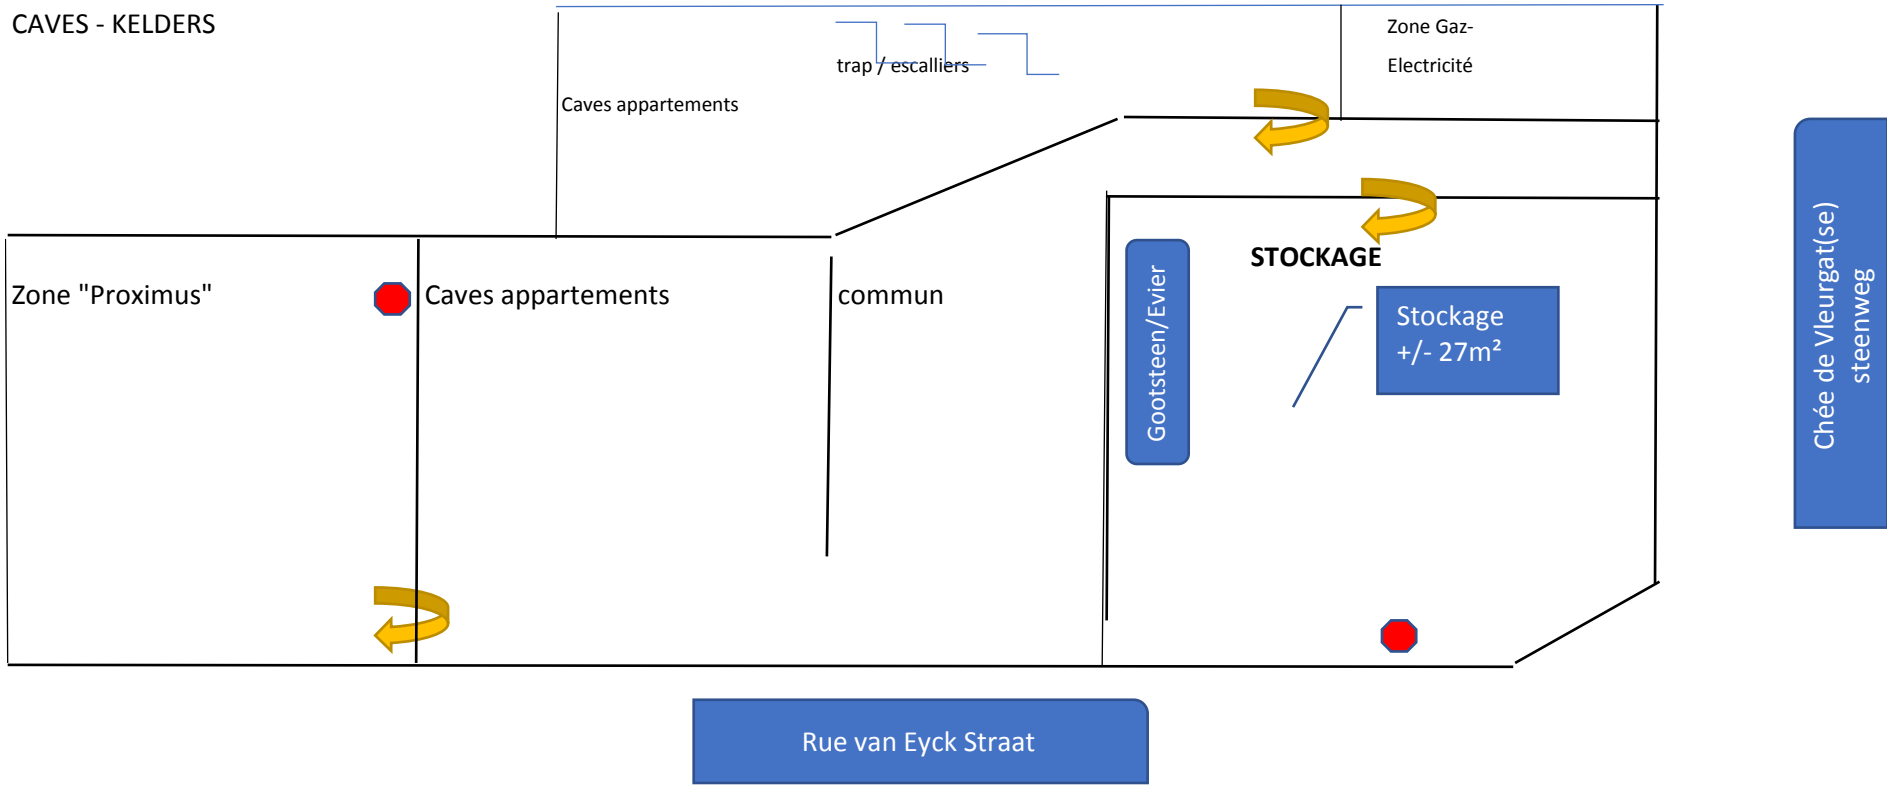 CAVES - KELDERS
Zone Gaz-
Electricité
trap / escalliers
Caves appartements
Zone "Proximus"
Caves appartements
commun
STOCKAGE
Gootsteen/Evier
Stockage
+/- 27m²
Chée de Vleurgat(se)
steenweg
Rue van Eyck Straat